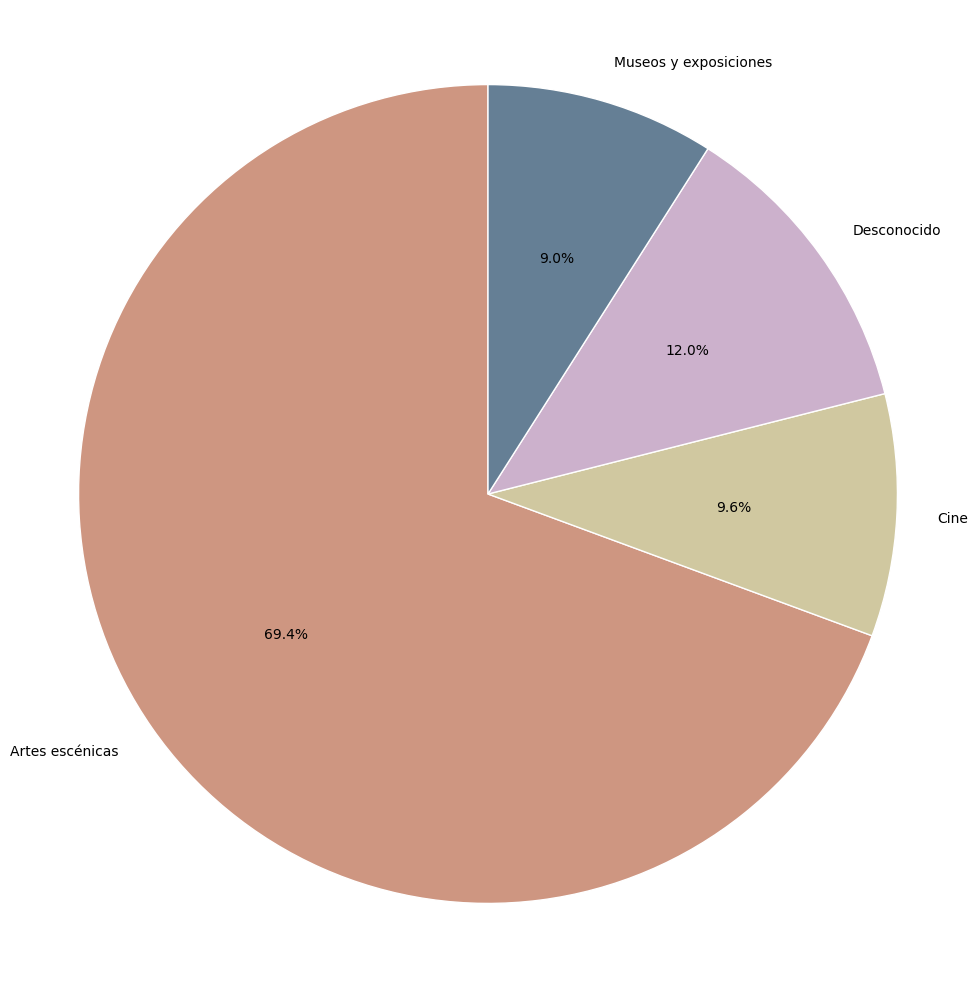 Museos y exposiciones
Desconocido
9.0%
12.0%
9.6%
Cine
69.4%
Artes escénicas